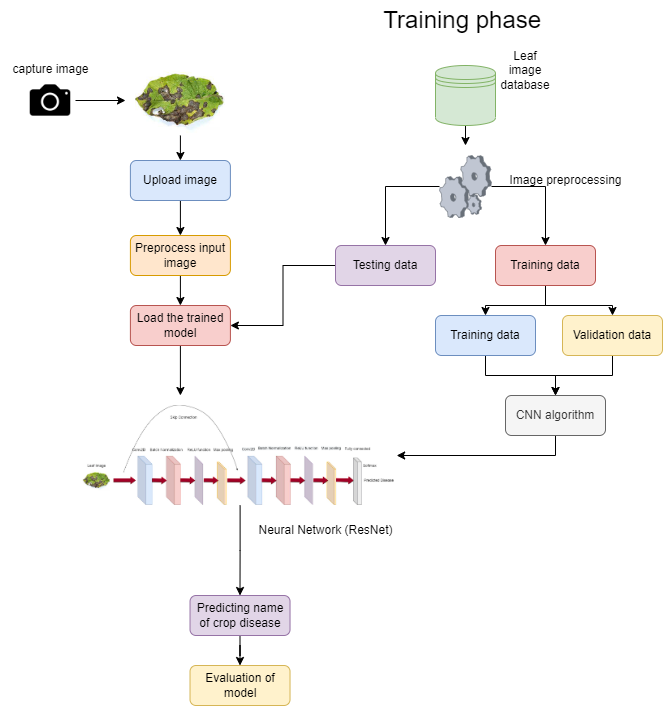 Training phase
capture image
Leaf
image
database
Upload image
Image preprocessing
Preprocess input
image
Testing data
Training data
Load the trained
model
Training data
Validation data
CNN algorithm
Skip Connection
Conv2D
Batch normalization
Relu function
Max pooling
Conv2D
Batch normalization
Relu function
Max pooling
Fully connected
Leaf image
Softmax
Predicted disease
Neural Network (ResNet)
Predicting name
of crop disease
Evaluation of
model